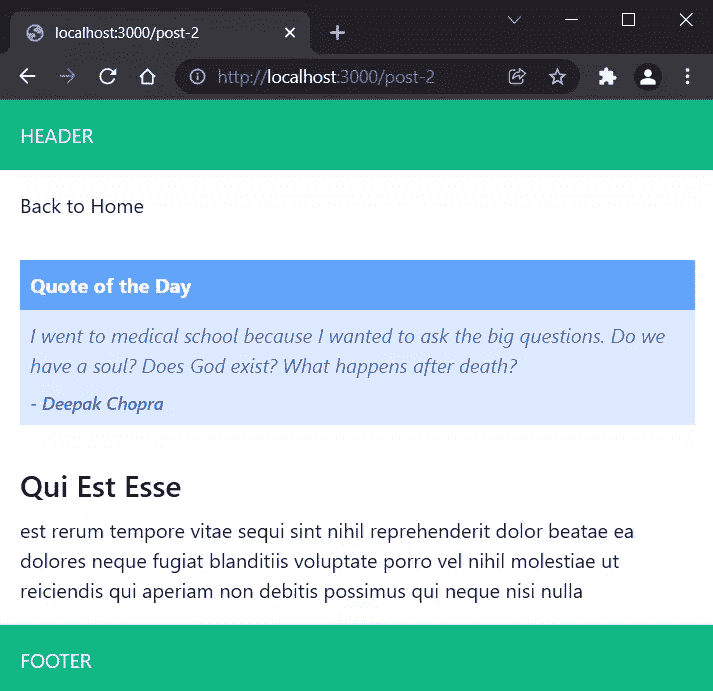 localhost:3000/post-2
http://localhost:3000/post-2
HEADER
Back to Home
Quote of the Day
I went to medical school because I wanted to ask the big questions. Do we
have a soul? Does God exist? What happens after death?
- Deepak Chopra
Qui Est Esse
est rerum tempore vitae sequi sint nihil reprehenderit dolor beatae ea
dolores neque fugiat blanditiis voluptate porro vel nihil molestiae ut
reiciendis qui aperiam non debitis possimus qui neque nisi nulla
FOOTER